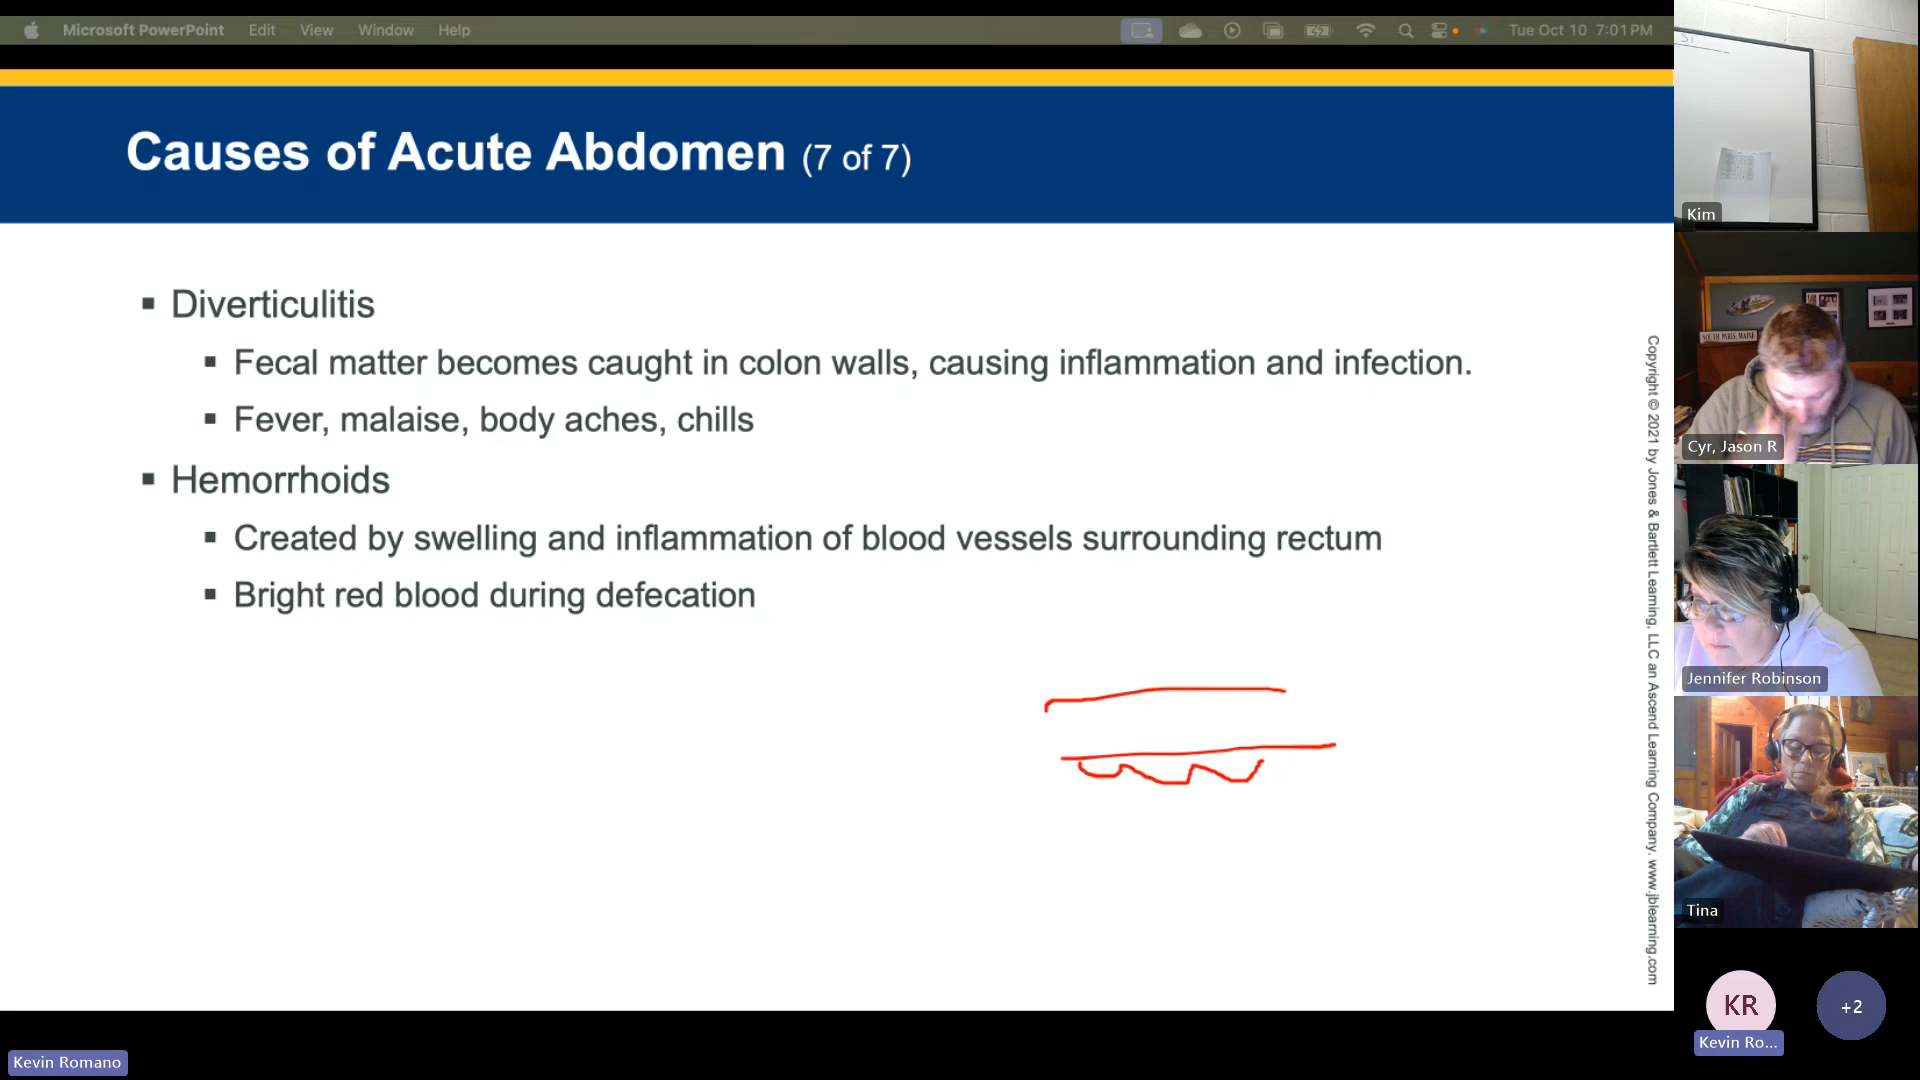 Microsoft PowerPoint Edit View Window Help
Tue Oct 10 7:01 PM
Causes of Acute Abdomen (7 of 7)
▪ Diverticulitis
▪ Fecal matter becomes caught in colon walls, causing inflammation and infection.
▪ Fever, malaise, body aches, chills
▪ Hemorrhoids
▪ Created by swelling and inflammation of blood vessels surrounding rectum
▪ Bright red blood during defecation
Copyright © 2021 by Jones & Bartlett Learning, LLC an Ascend Learning Company. www.jblearning.com
Kim
SOUTH PARIS, MAINE
Cyr, Jason R
Jennifer Robinson
Tina
KR
+2
Kevin Ro...
Kevin Romano